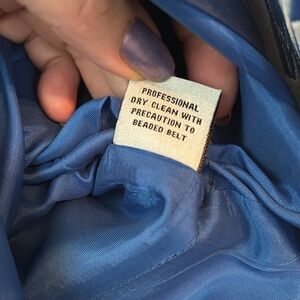 PROFESSIONAL
DRY CLEAN WITH
PRECAUTION TO
BEADED BELT